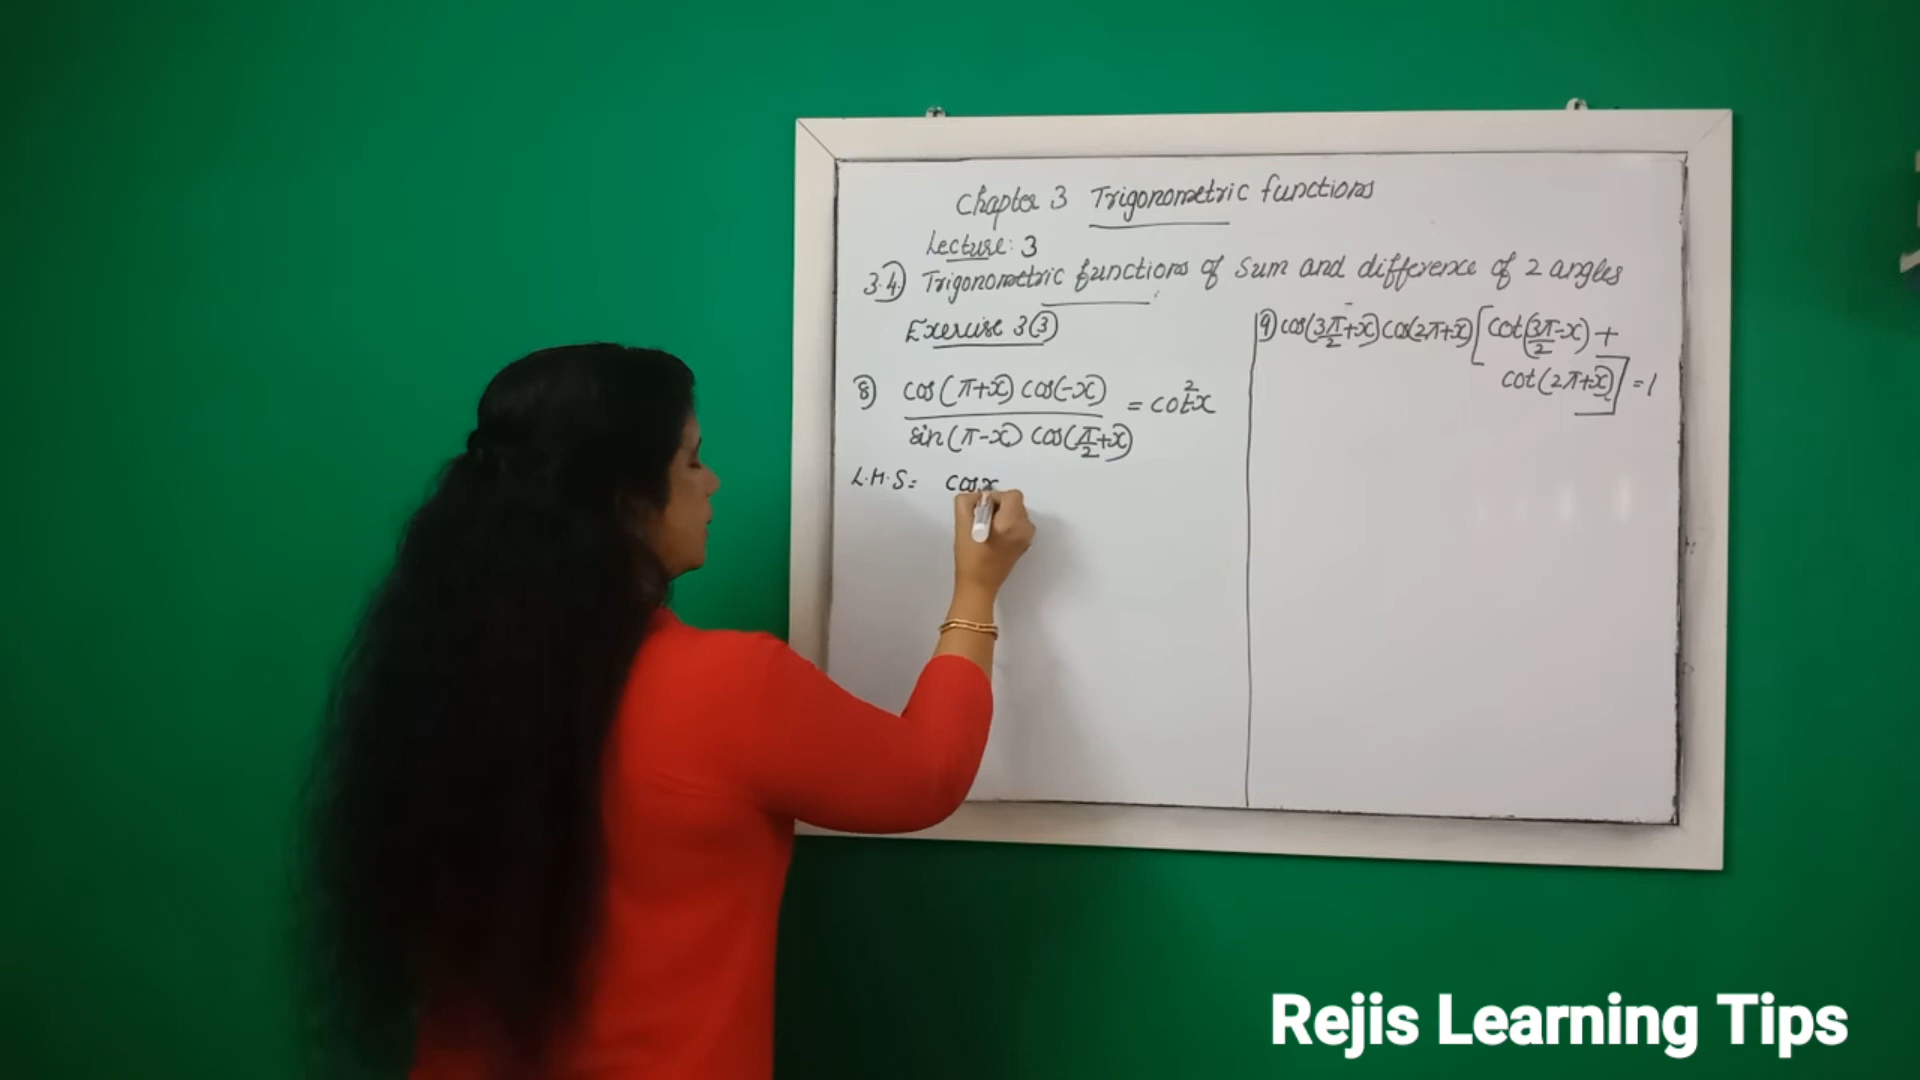 Chapter 3 Trigonometric functions
Lecture: 3
3.4) Trigonometric functions of Sum and difference of 2 angles
Exercise 3(3)
8) cos(π+x) cos(-x) / sin(π-x) cos(π/2+x) = cot²x
L.H.S = cosx
9) cos(3π/2+x) cos(2π+x) [cot(3π/2-x) +
cot(2π+x)] = 1
Rejis Learning Tips